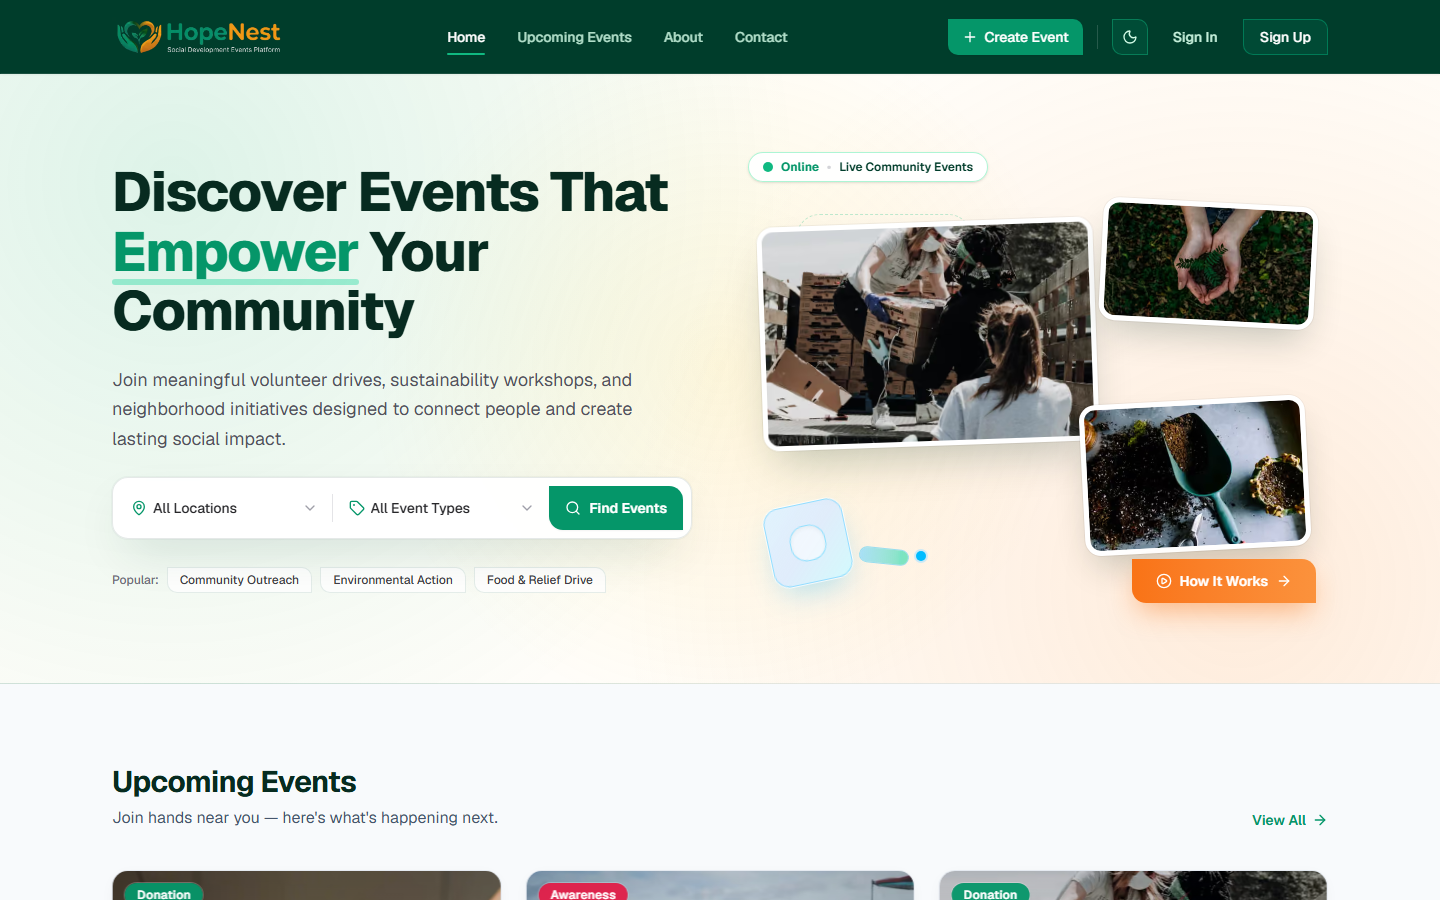 HopeNest
Social Development Events Platform
Home
Upcoming Events
About
Contact
Create Event
Sign In
Sign Up
Discover Events That
Empower Your
Community
Join meaningful volunteer drives, sustainability workshops, and
neighborhood initiatives designed to connect people and create
lasting social impact.
All Locations
All Event Types
Find Events
Popular:
Community Outreach
Environmental Action
Food & Relief Drive
Online • Live Community Events
How It Works
Upcoming Events
Join hands near you — here's what's happening next.
View All
Donation
Awareness
Donation